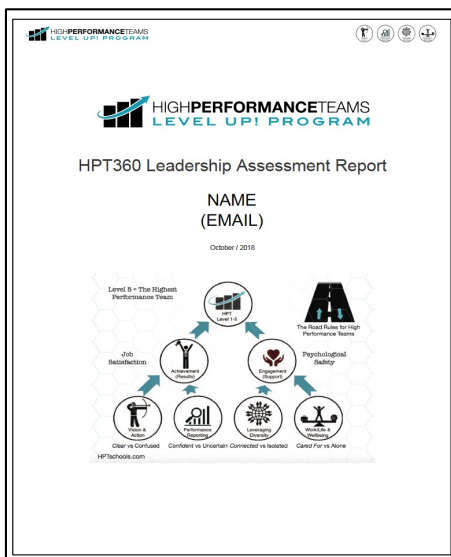 HIGHPERFORMANCETEAMS
LEVEL UP! PROGRAM
HIGHPERFORMANCETEAMS
LEVEL UP! PROGRAM
HPT360 Leadership Assessment Report
NAME
(EMAIL)
October / 2018
Level 5 = The Highest
Performance Team
HPT
Level 1-5
The Road Rules for High
Performance Teams
Job
Satisfaction
Achievement
(Results)
Engagement
(Support)
Psychological
Safety
Vision &
Action
Performance
Reporting
Leveraging
Diversity
Work/Life &
Wellbeing
Clear vs Confused
Confident vs Uncertain
Connected vs Isolated
Cared For vs Alone
HPTschools.com